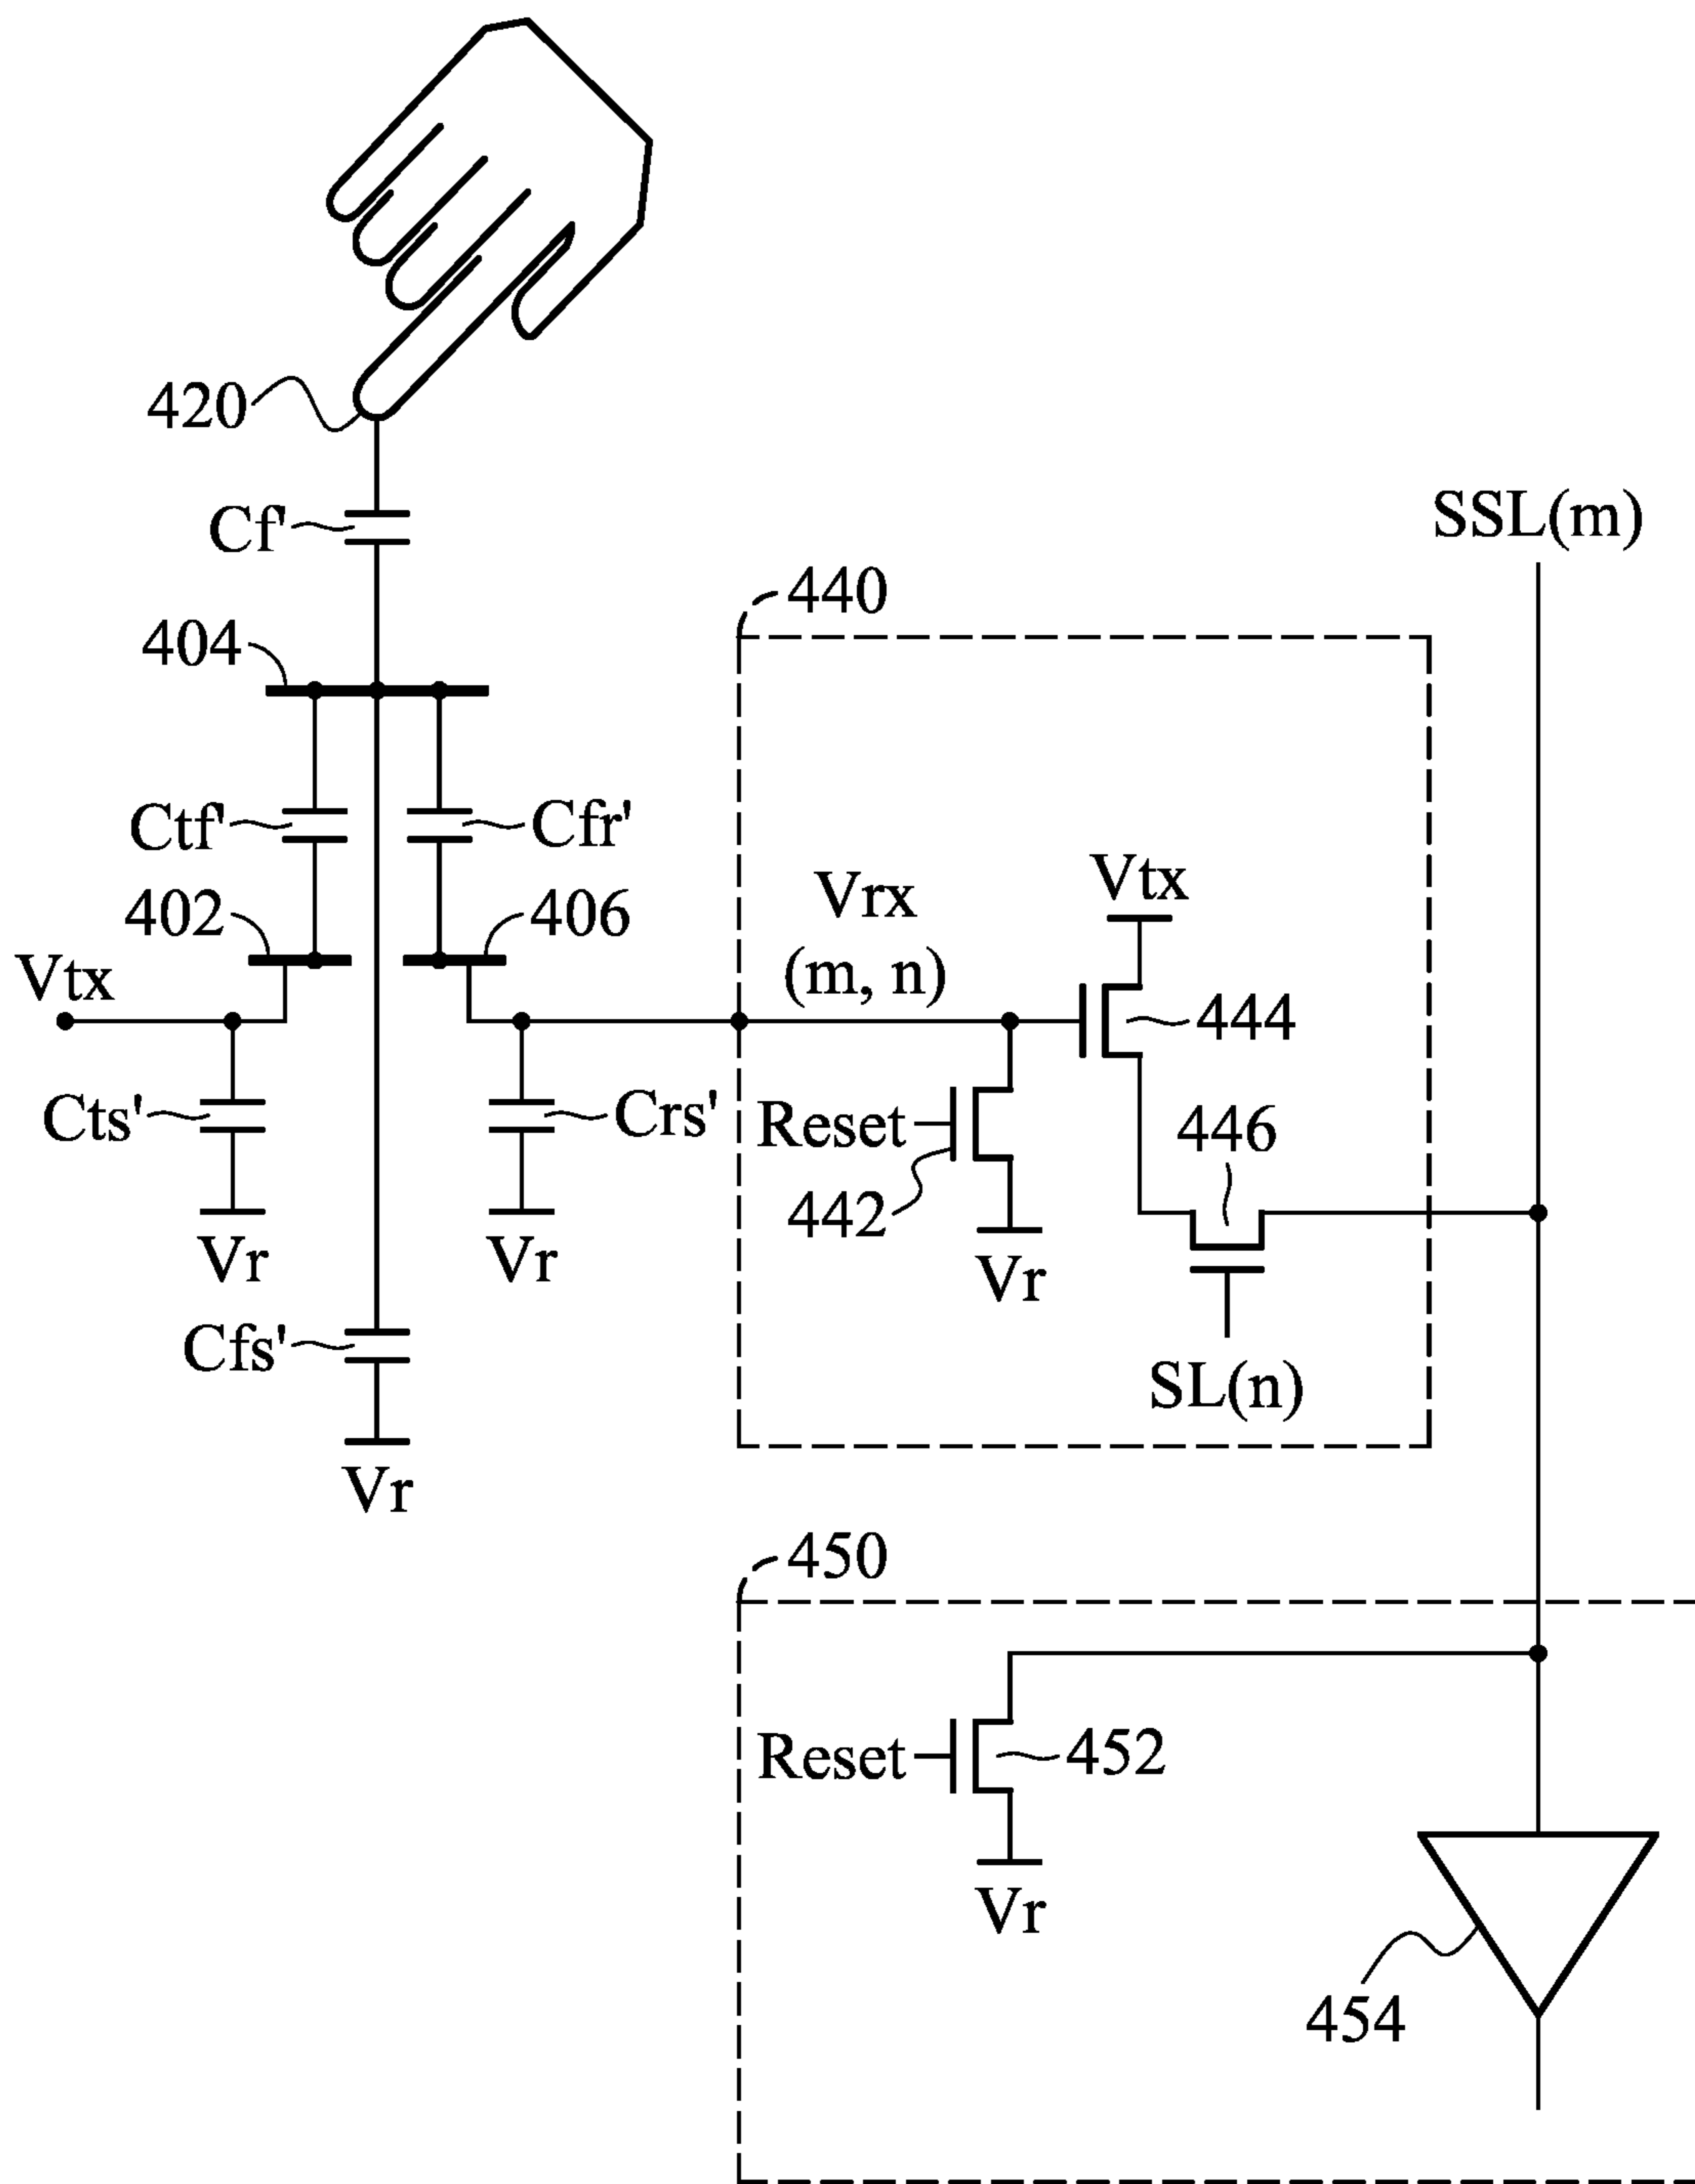 420
Cf'
SSL(m)
440
404
Ctf'
Cfr'
402
406
Vrx
(m, n)
Vtx
Vtx
444
Cts'
Crs'
Reset
446
442
Vr
Vr
Vr
Cfs'
SL(n)
Vr
450
Reset
452
Vr
454